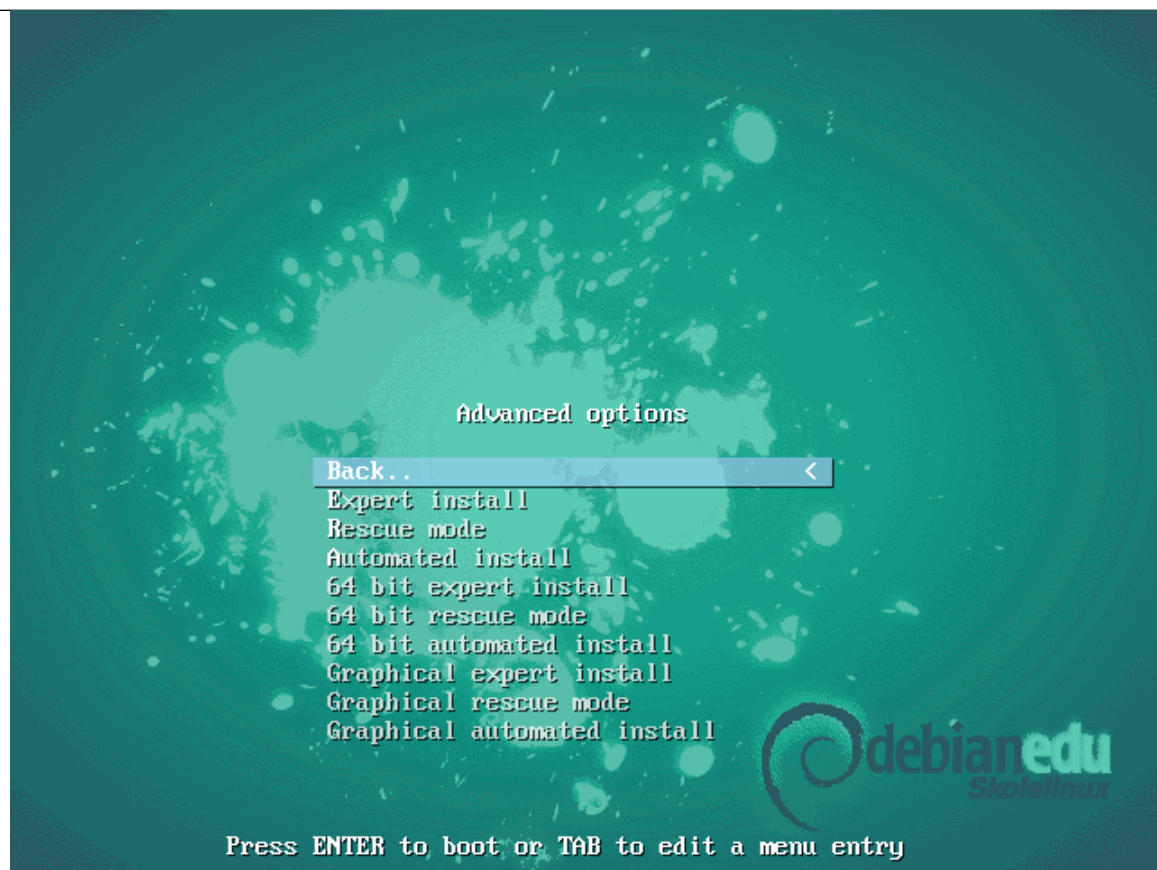 Advanced options
Back.. <
Expert install
Rescue mode
Automated install
64 bit expert install
64 bit rescue mode
64 bit automated install
Graphical expert install
Graphical rescue mode
Graphical automated install
debianedu
Skolelinux
Press ENTER to boot or TAB to edit a menu entry